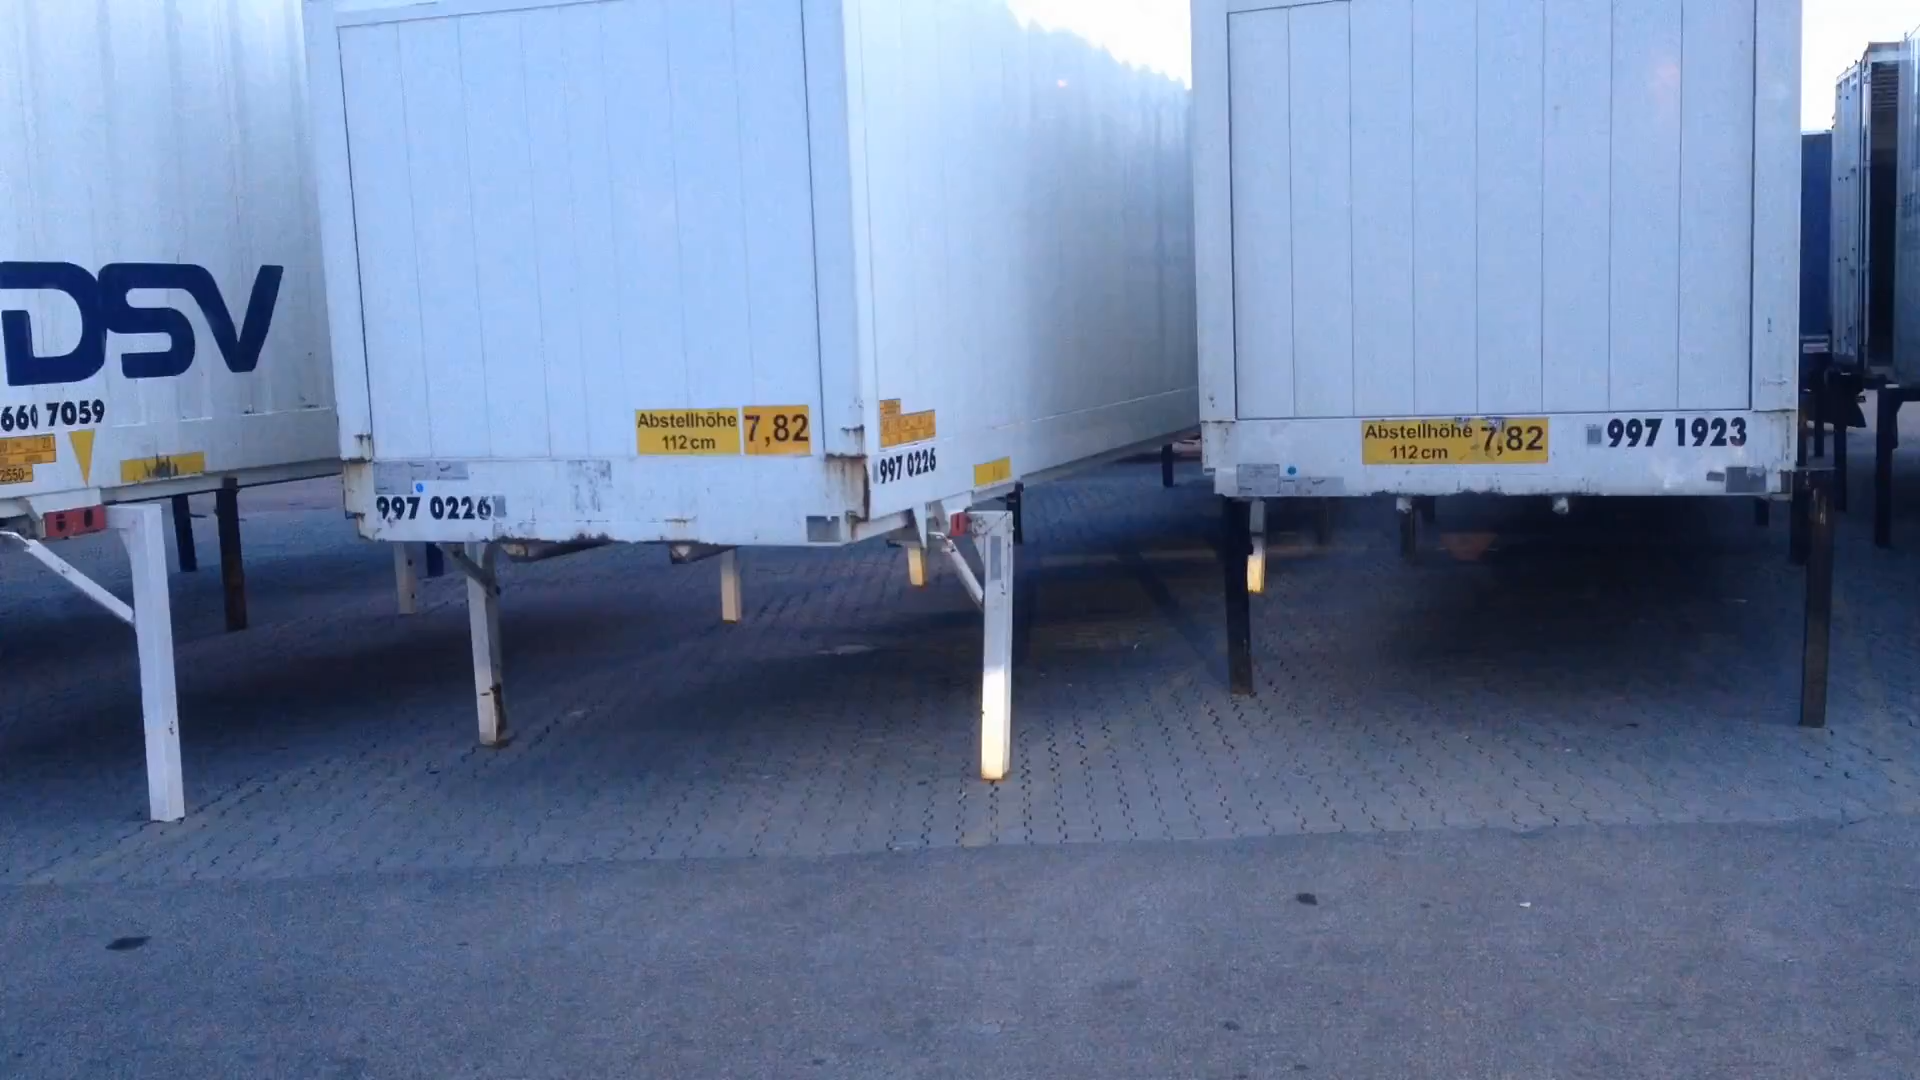 DSV
660 7059
2550
Abstellhöhe 7,82
112 cm
997 0226
997 0226
Abstellhöhe 7,82
112 cm
997 1923